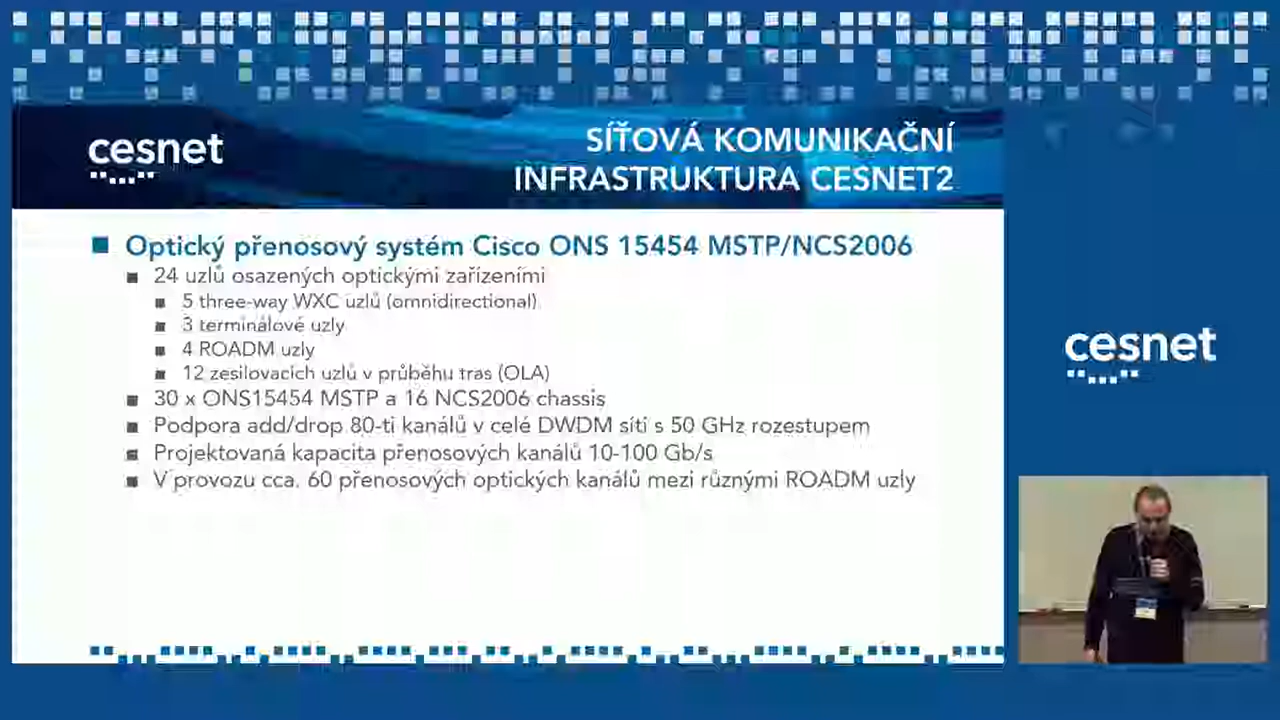 cesnet
SÍŤOVÁ KOMUNIKAČNÍ
INFRASTRUKTURA CESNET2
Optický přenosový systém Cisco ONS 15454 MSTP/NCS2006
24 uzlů osazených optickými zařízeními
5 three-way WXC uzlů (omnidirectional)
3 terminálové uzly
4 ROADM uzly
12 zesilovacích uzlů v průběhu tras (OLA)
30 x ONS15454 MSTP a 16 NCS2006 chassis
Podpora add/drop 80-ti kanálů v celé DWDM síti s 50 GHz rozestupem
Projektovaná kapacita přenosových kanálů 10-100 Gb/s
V provozu cca. 60 přenosových optických kanálů mezi různými ROADM uzly
cesnet